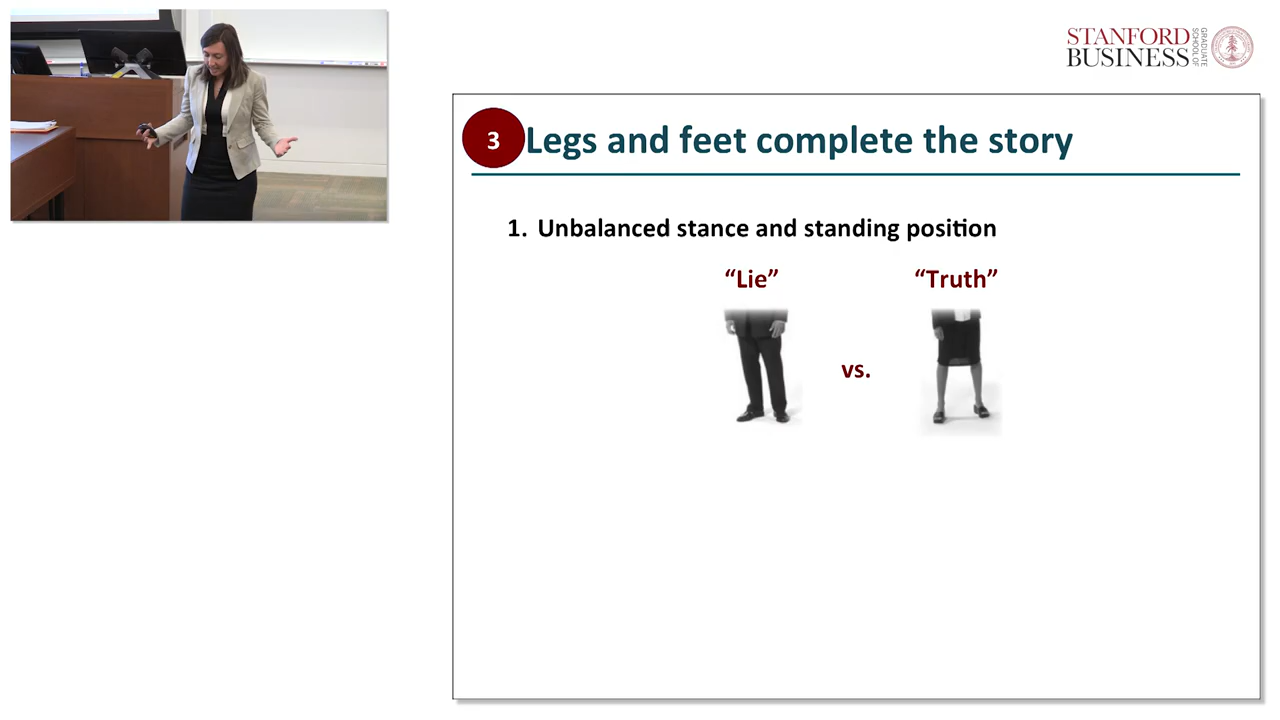 STANFORD
BUSINESS
GRADUATE
SCHOOL OF
3
Legs and feet complete the story
1. Unbalanced stance and standing position
“Lie”
“Truth”
vs.